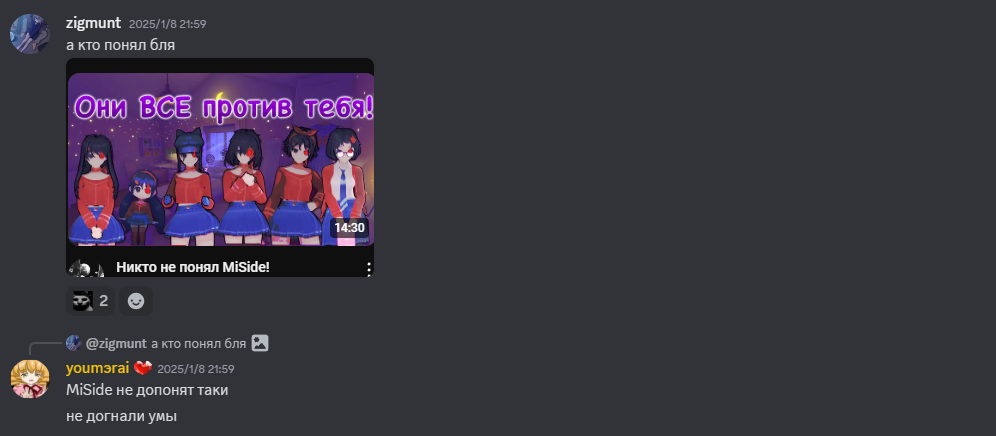 zigmunt 2025/1/8 21:59
а кто понял бля
Они ВСЕ против тебя!
14:30
Никто не понял MiSide!
2
@zigmunt а кто понял бля
youmэrai 2025/1/8 21:59
MiSide не допонят таки
не догнали умы